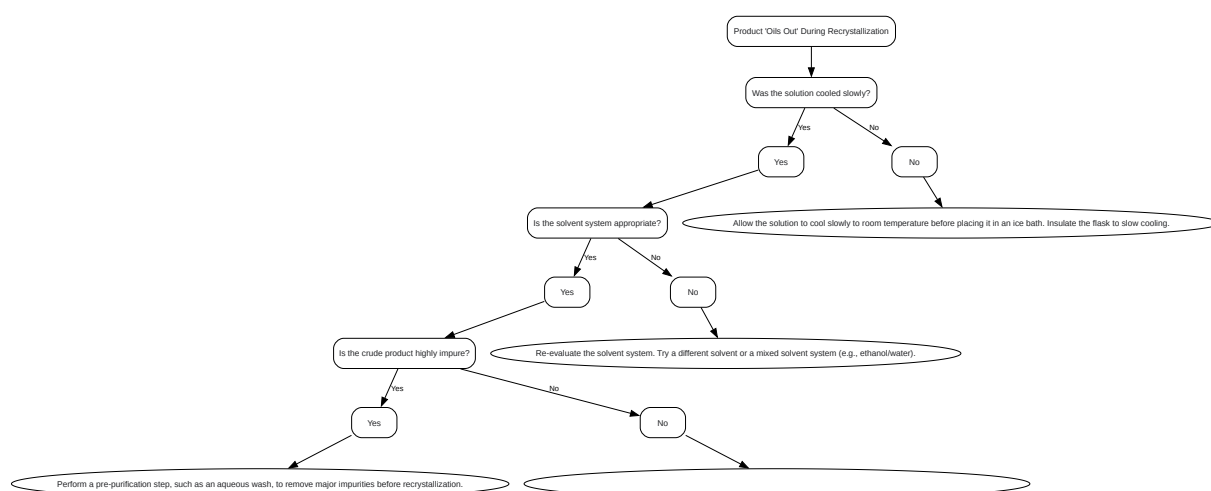 Product 'Oils Out' During Recrystallization
Was the solution cooled slowly?
Yes
No
Yes
No
Is the solvent system appropriate?
Allow the solution to cool slowly to room temperature before placing it in an ice bath. Insulate the flask to slow cooling.
Yes
No
Yes
No
Is the crude product highly impure?
Re-evaluate the solvent system. Try a different solvent or a mixed solvent system (e.g., ethanol/water).
Yes
No
Yes
No
Perform a pre-purification step, such as an aqueous wash, to remove major impurities before recrystallization.